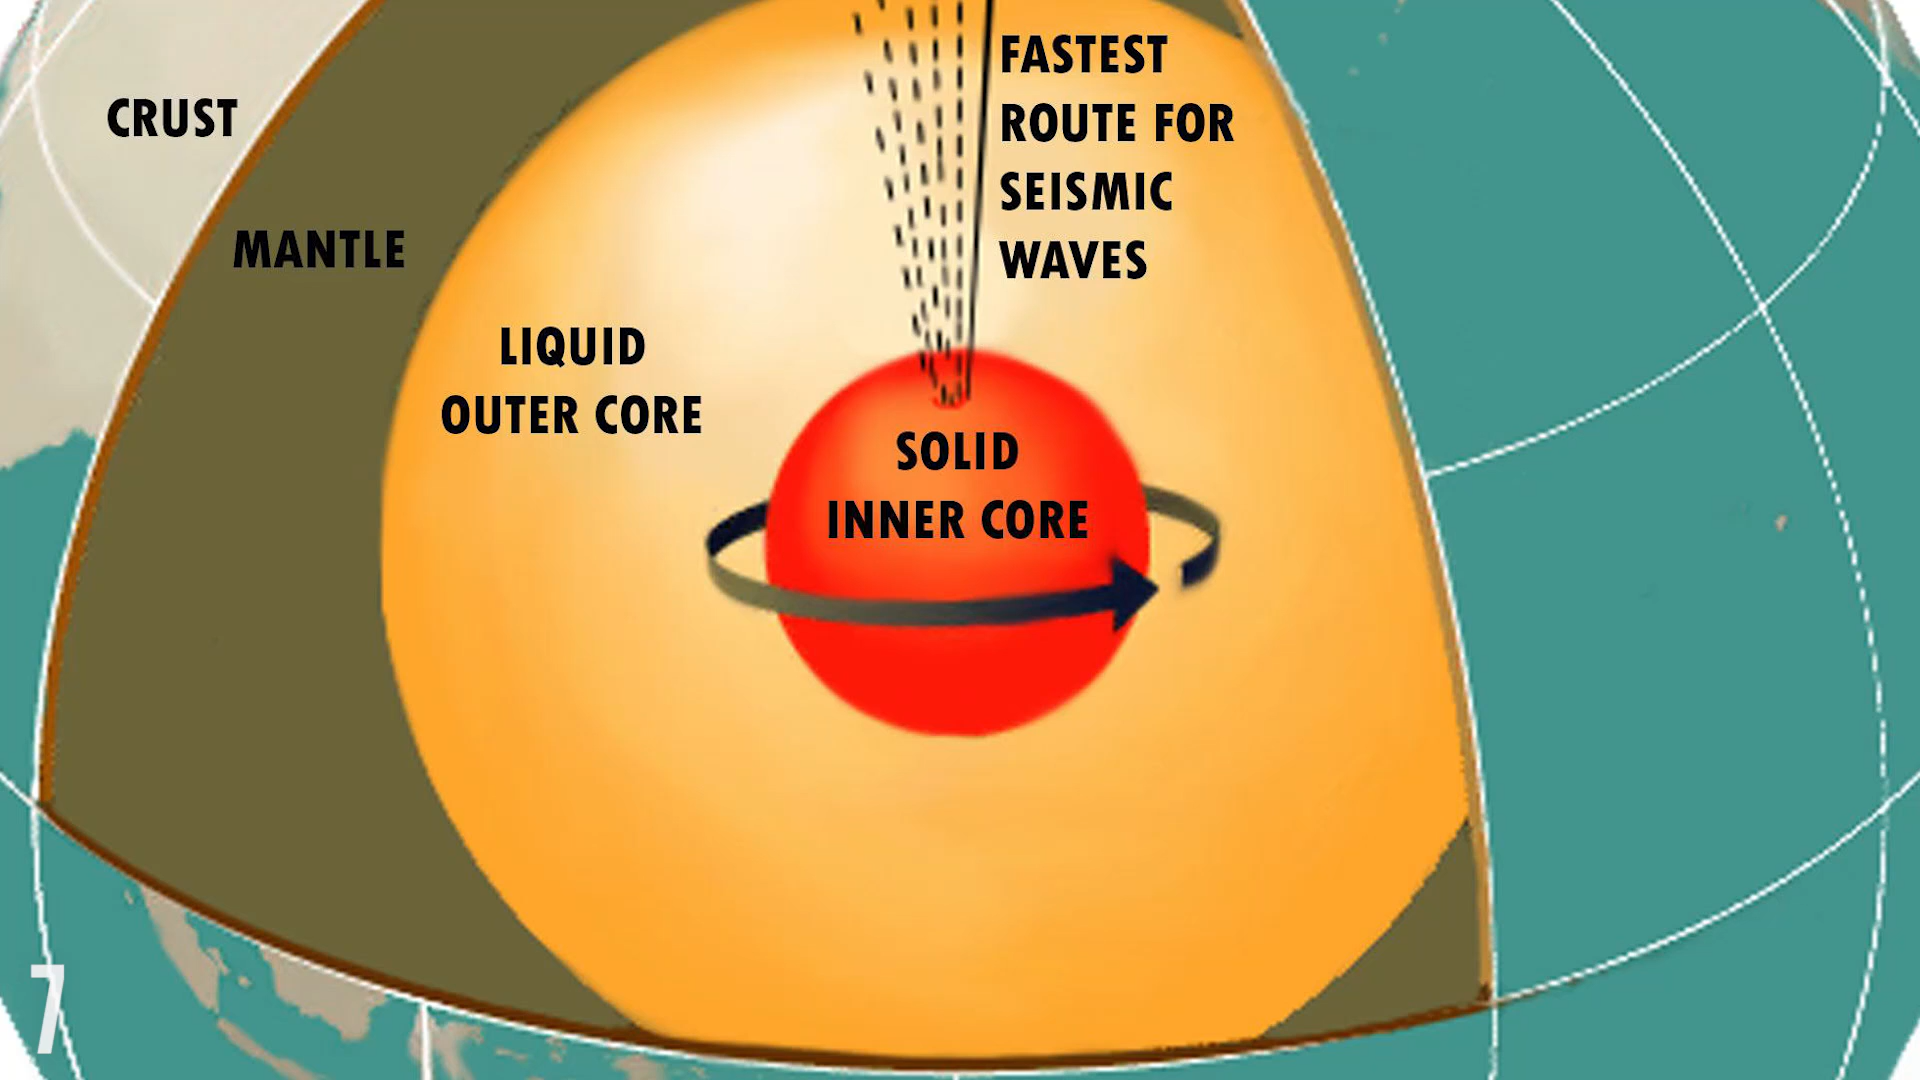 FASTEST
ROUTE FOR
SEISMIC
WAVES
CRUST
MANTLE
LIQUID
OUTER CORE
SOLID
INNER CORE
7